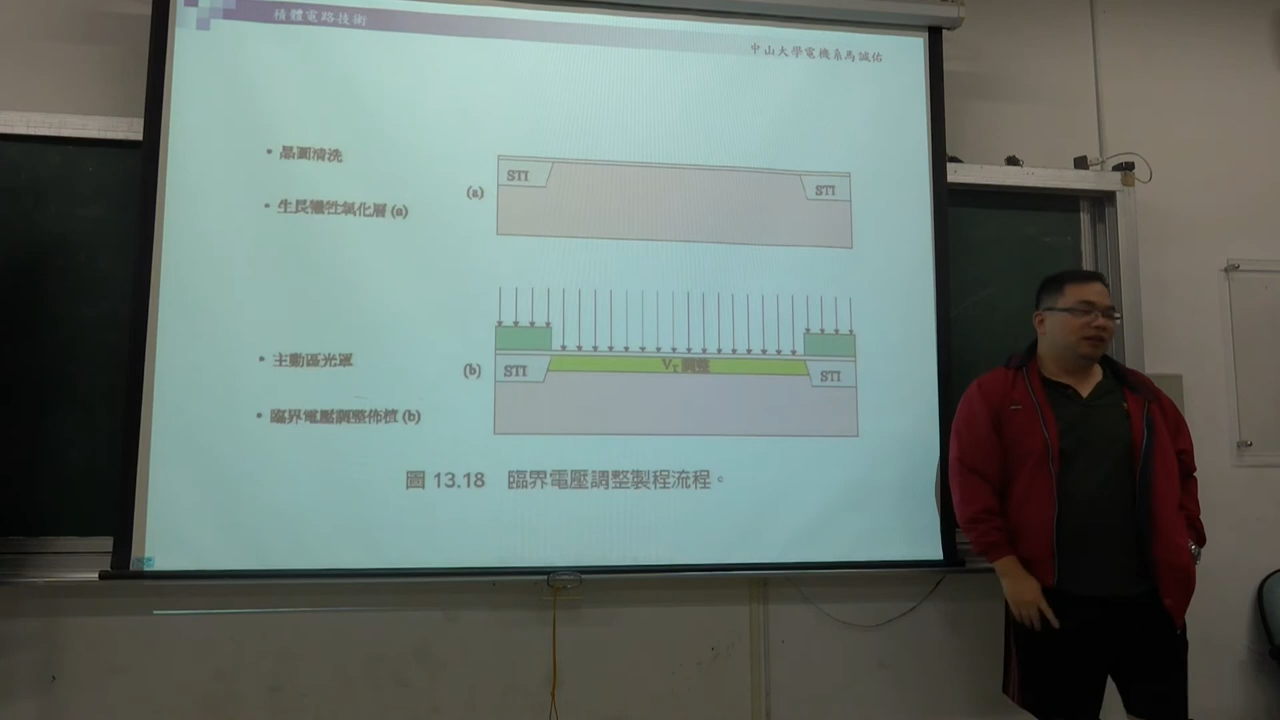 積體電路技術
中山大學電機系馬誠佑
• 晶圓清洗
• 生長犧牲氧化層 (a)
(a)
STI
STI
• 主動區光罩
• 臨界電壓調整佈植 (b)
(b)
STI
V_T 調整
STI
圖 13.18 臨界電壓調整製程流程。